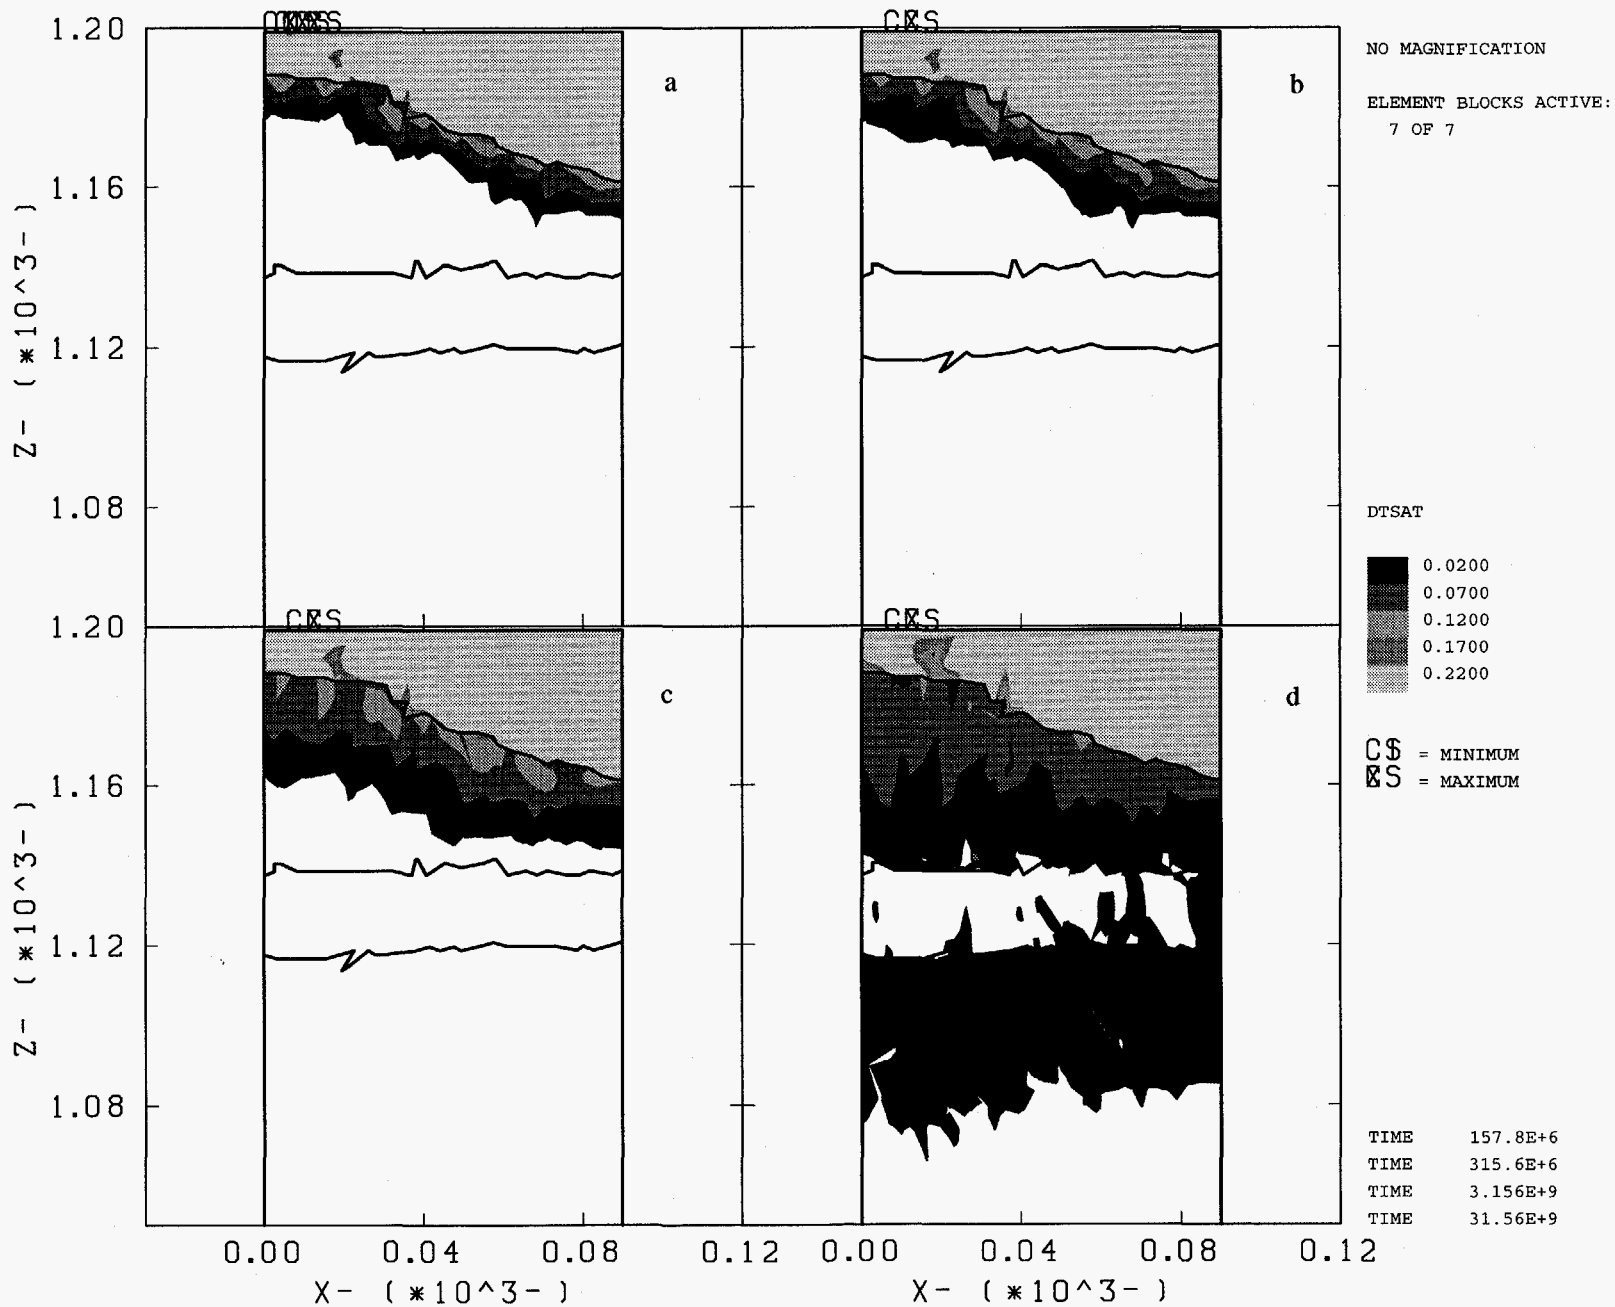 NO MAGNIFICATION
ELEMENT BLOCKS ACTIVE:
7 OF 7
a
b
c
d
1.20
1.16
1.12
1.08
Z- (*10^3-)
1.20
1.16
1.12
1.08
Z- (*10^3-)
0.00 0.04 0.08 0.12
X- (*10^3-)
0.00 0.04 0.08 0.12
X- (*10^3-)
DTSAT
0.0200
0.0700
0.1200
0.1700
0.2200
= MINIMUM
= MAXIMUM
TIME 157.8E+6
TIME 315.6E+6
TIME 3.156E+9
TIME 31.56E+9